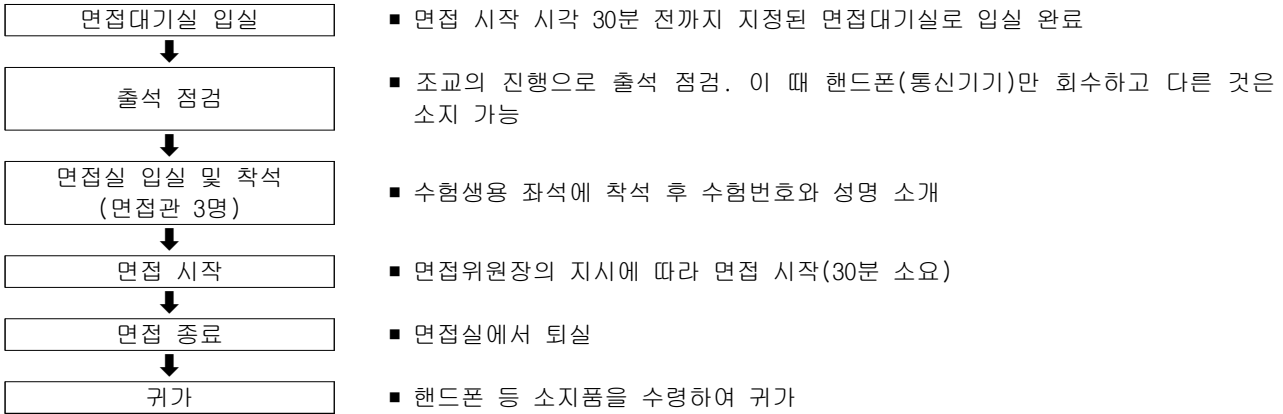 면접대기실 입실
■ 면접 시작 시각 30분 전까지 지정된 면접대기실로 입실 완료
출석 점검
■ 조교의 진행으로 출석 점검. 이 때 핸드폰(통신기기)만 회수하고 다른 것은
소지 가능
면접실 입실 및 착석
(면접관 3명)
■ 수험생용 좌석에 착석 후 수험번호와 성명 소개
면접 시작
■ 면접위원장의 지시에 따라 면접 시작(30분 소요)
면접 종료
■ 면접실에서 퇴실
귀가
■ 핸드폰 등 소지품을 수령하여 귀가